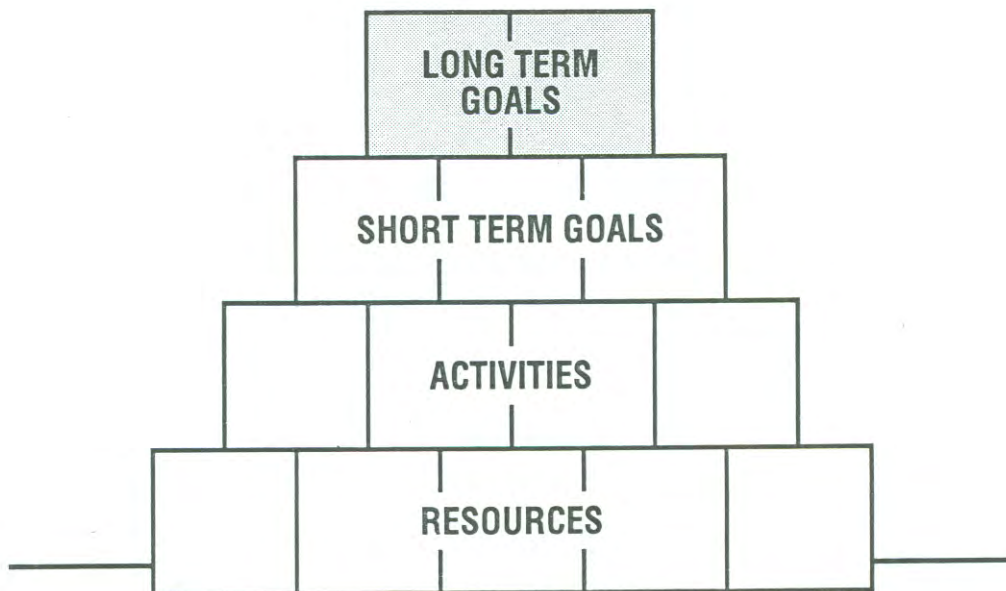 LONG TERM
GOALS
SHORT TERM GOALS
ACTIVITIES
RESOURCES